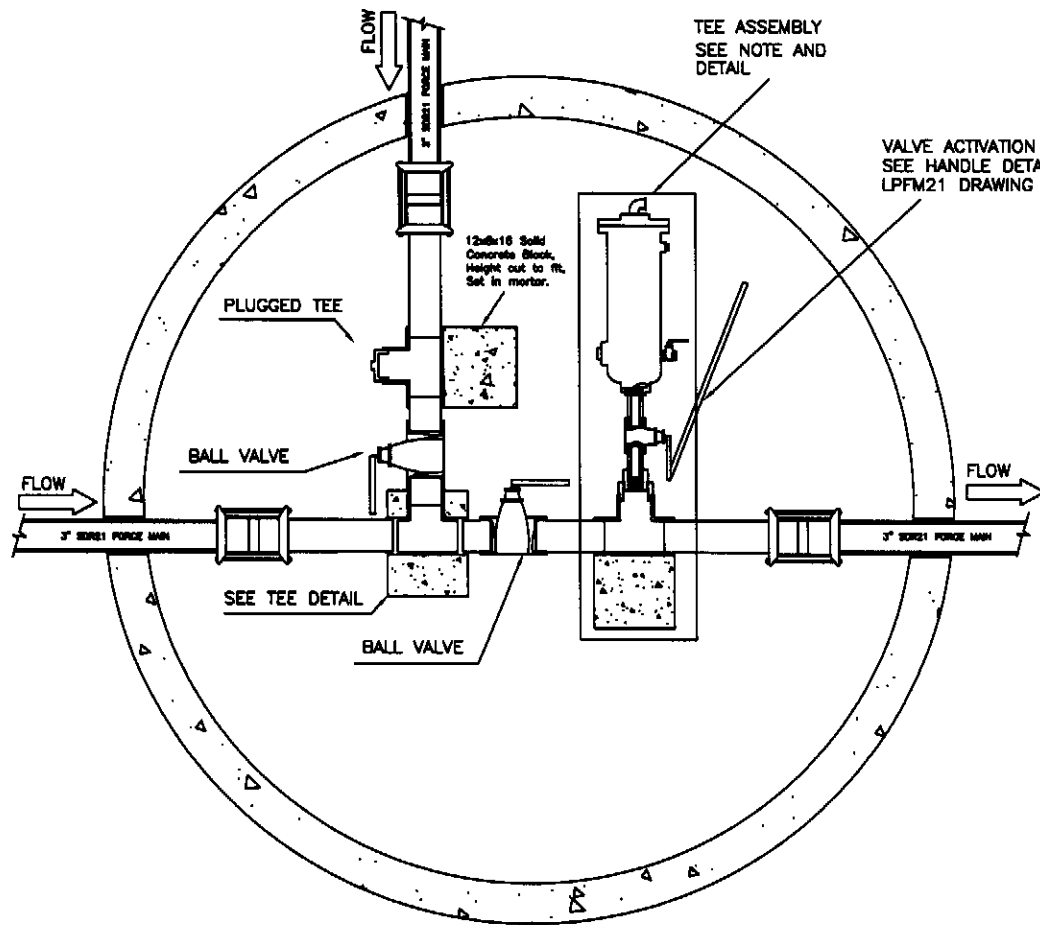 FLOW
3" SDR21 FORCE MAIN
TEE ASSEMBLY
SEE NOTE AND
DETAIL
VALVE ACTIVATION
SEE HANDLE DETA
LPFM21 DRAWING
12x8x16 Solid
Concrete Block,
Height cut to fit,
Set in mortar.
PLUGGED TEE
BALL VALVE
FLOW
FLOW
3" SDR21 FORCE MAIN
3" SDR21 FORCE MAIN
SEE TEE DETAIL
BALL VALVE